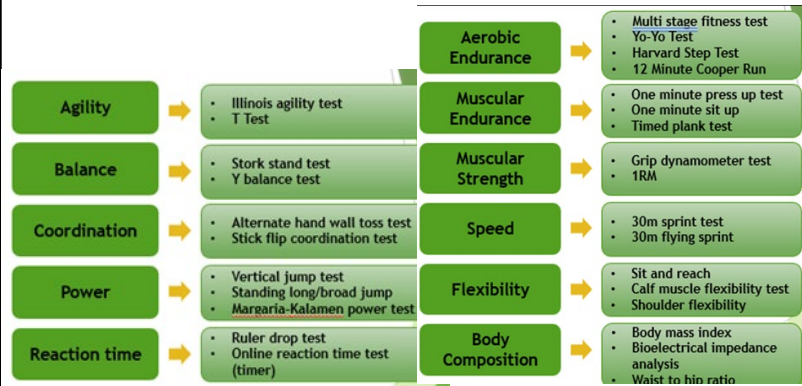 Agility
Illinois agility test
T Test
Balance
Stork stand test
Y balance test
Coordination
Alternate hand wall toss test
Stick flip coordination test
Power
Vertical jump test
Standing long/broad jump
Margaria-Kalamen power test
Reaction time
Ruler drop test
Online reaction time test
(timer)
Aerobic
Endurance
Multi stage fitness test
Yo-Yo Test
Harvard Step Test
12 Minute Cooper Run
Muscular
Endurance
One minute press up test
One minute sit up
Timed plank test
Muscular
Strength
Grip dynamometer test
1RM
Speed
30m sprint test
30m flying sprint
Flexibility
Sit and reach
Calf muscle flexibility test
Shoulder flexibility
Body
Composition
Body mass index
Bioelectrical impedance
analysis
Waist to hip ratio